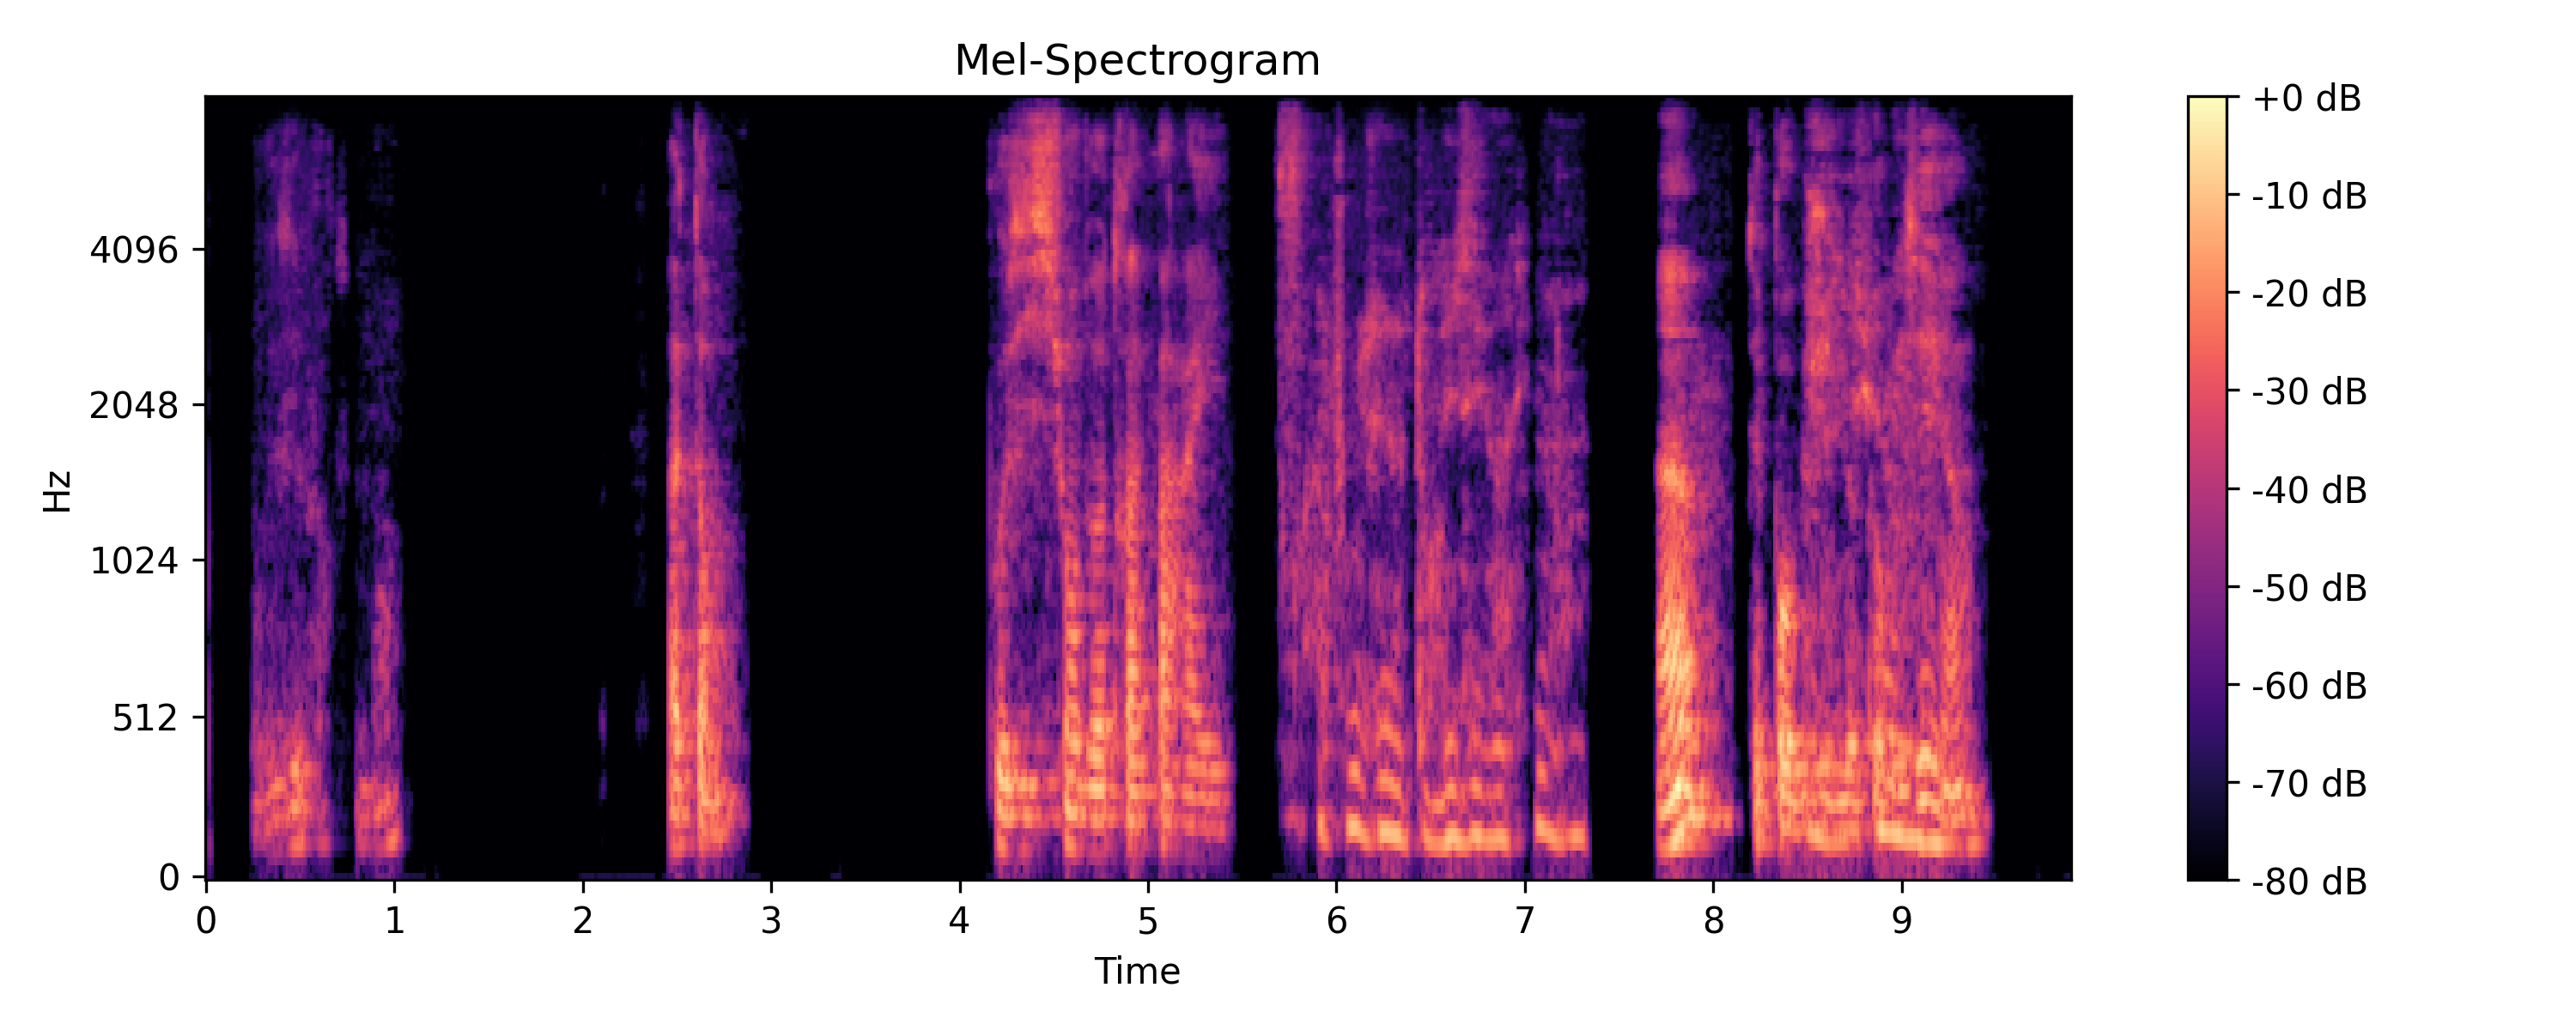 Mel-Spectrogram
+0 dB
-10 dB
-20 dB
-30 dB
-40 dB
-50 dB
-60 dB
-70 dB
-80 dB
4096
2048
1024
512
0
Hz
0 1 2 3 4 5 6 7 8 9
Time